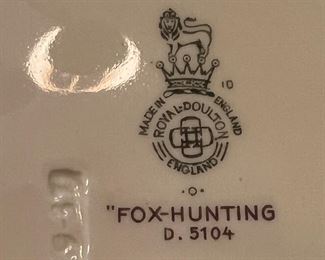 10
MADE IN ENGLAND
ROYAL·DOULTON
ENGLAND
"FOX-HUNTING
D.5104